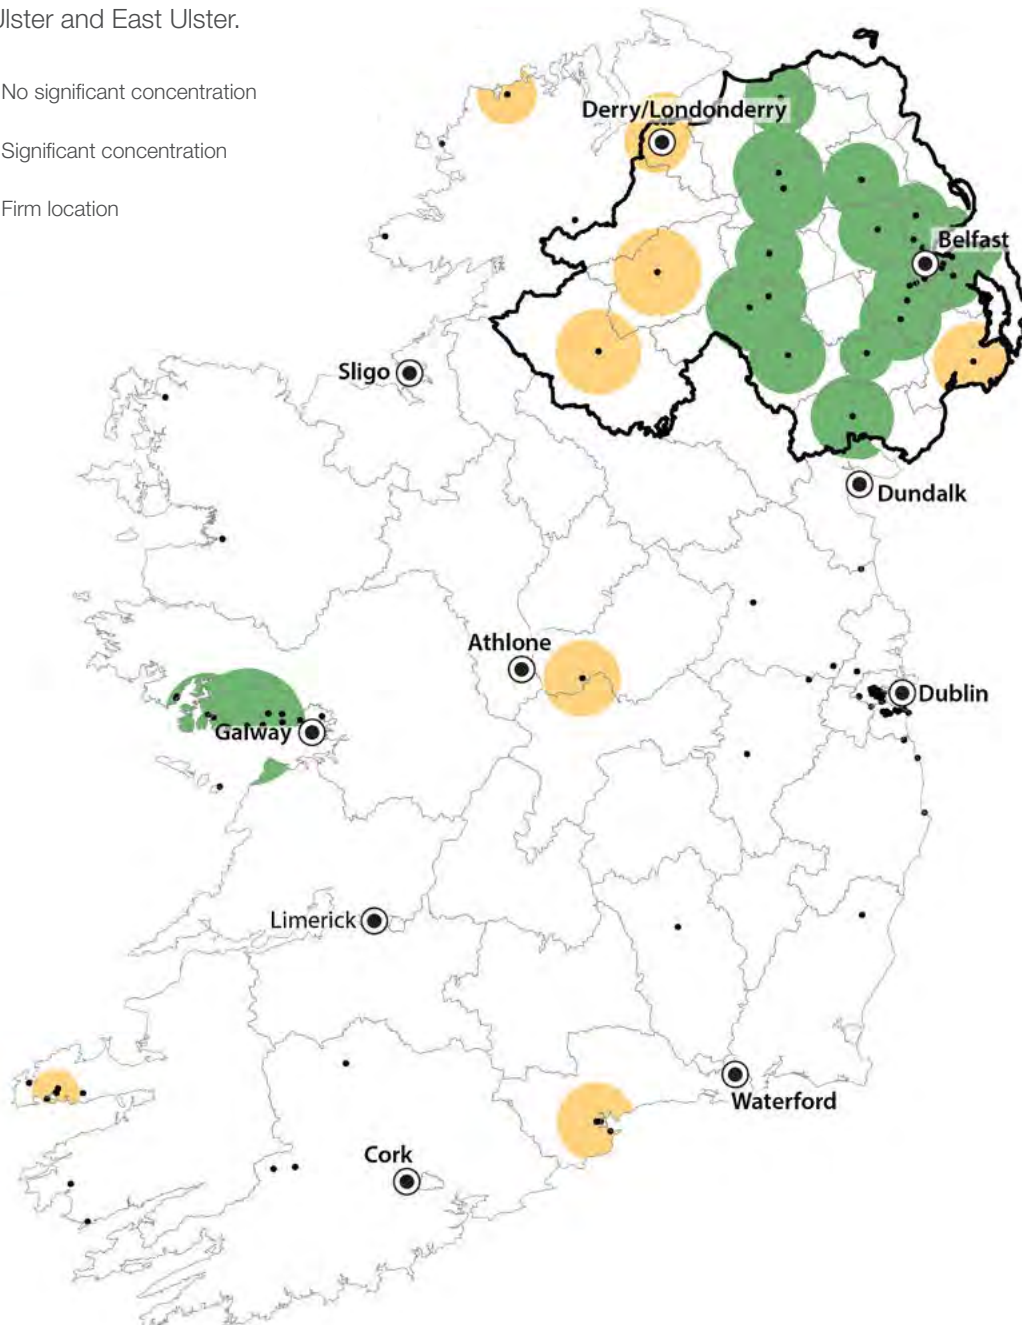 Ulster and East Ulster.
No significant concentration
Significant concentration
Firm location
Derry/Londonderry
Belfast
Sligo
Dundalk
Athlone
Dublin
Galway
Limerick
Waterford
Cork